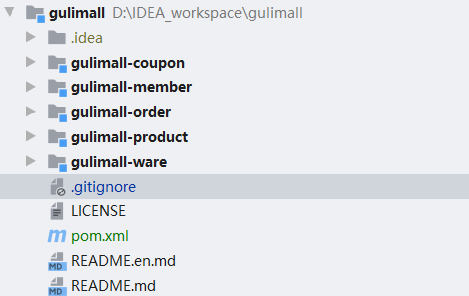 gulimall D:\IDEA_workspace\gulimall
.idea
gulimall-coupon
gulimall-member
gulimall-order
gulimall-product
gulimall-ware
.gitignore
LICENSE
m pom.xml
MD README.en.md
MD README.md